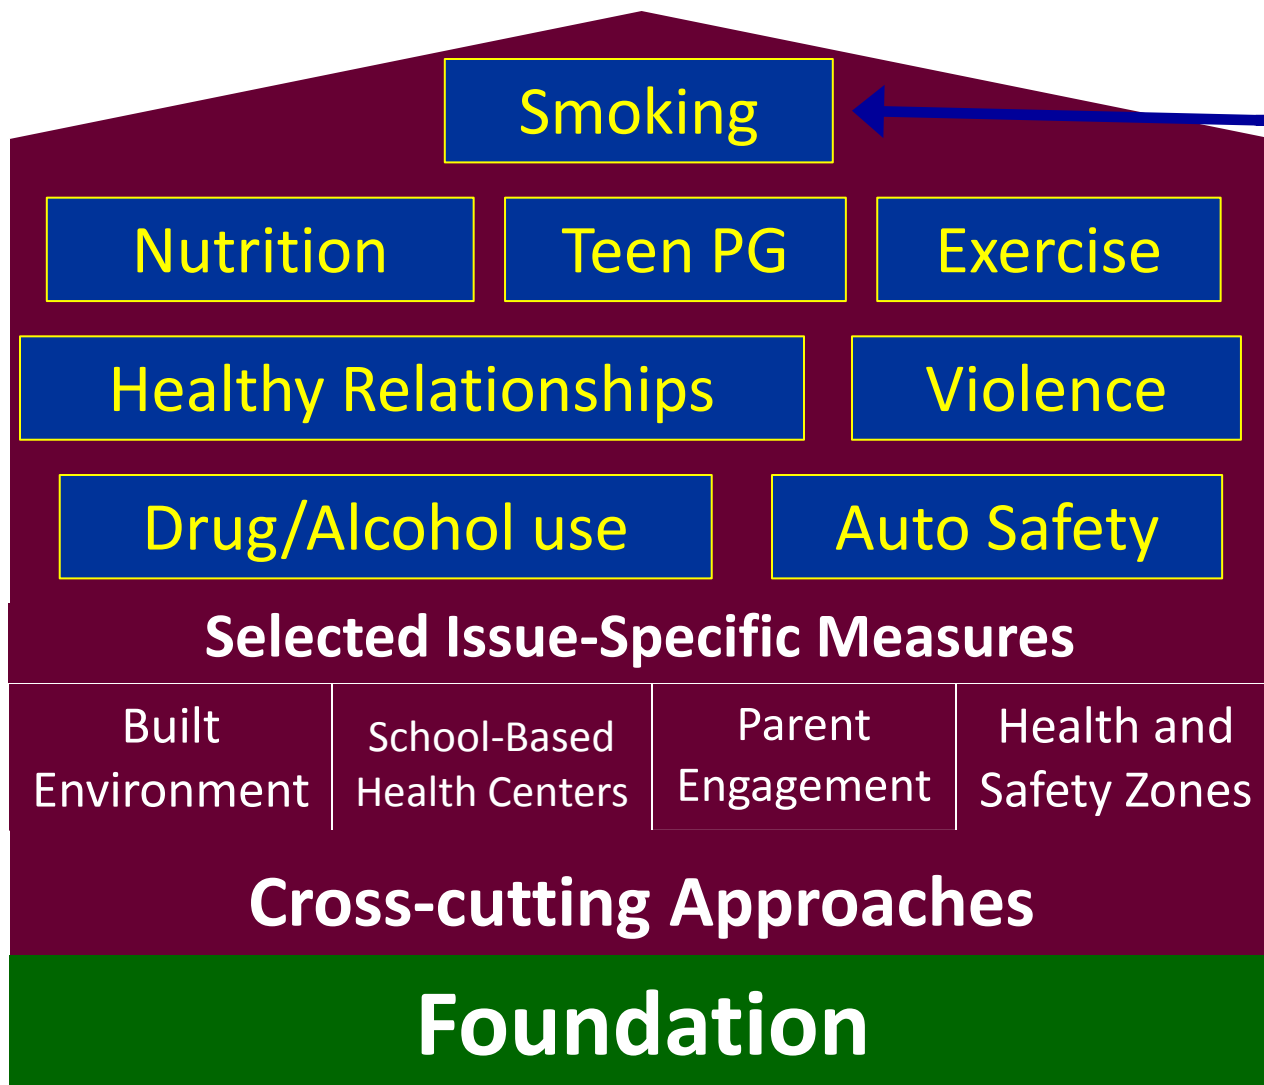 Smoking
Nutrition
Teen PG
Exercise
Healthy Relationships
Violence
Drug/Alcohol use
Auto Safety
Selected Issue-Specific Measures
Built
Environment
School-Based
Health Centers
Parent
Engagement
Health and
Safety Zones
Cross-cutting Approaches
Foundation